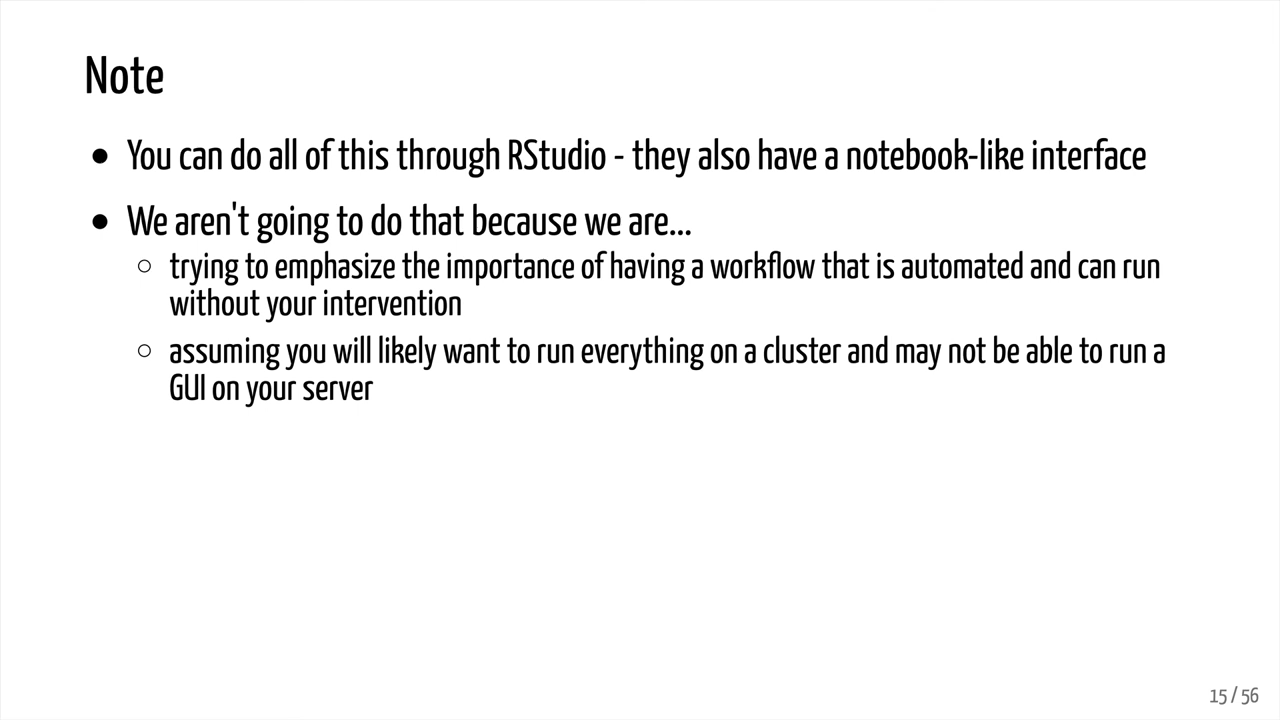 Note
• You can do all of this through RStudio - they also have a notebook-like interface
• We aren't going to do that because we are...
○ trying to emphasize the importance of having a workflow that is automated and can run
without your intervention
○ assuming you will likely want to run everything on a cluster and may not be able to run a
GUI on your server
15 / 56